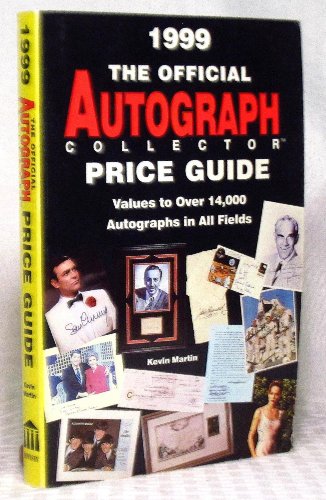 1999
THE OFFICIAL
AUTOGRAPH
COLLECTOR™
PRICE GUIDE
Values to Over 14,000
Autographs in All Fields
Kevin Martin
1999
THE OFFICIAL
AUTOGRAPH
PRICE GUIDE
Kevin
Martin